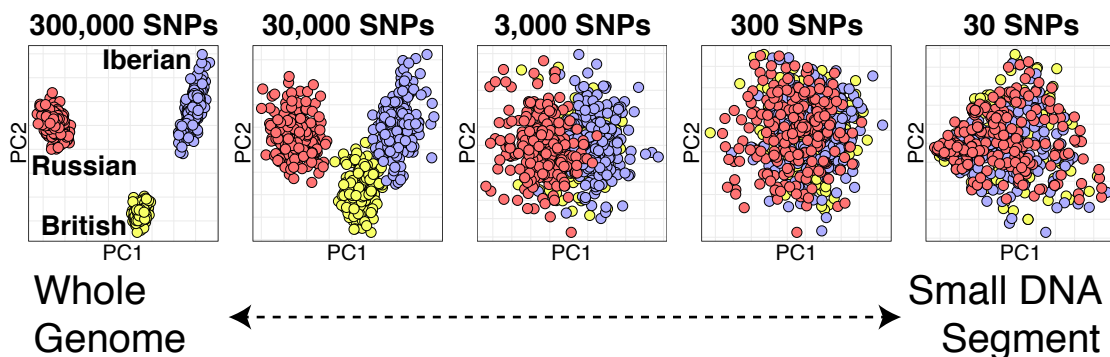 300,000 SNPs
30,000 SNPs
3,000 SNPs
300 SNPs
30 SNPs
Iberian
Russian
British
PC2
PC2
PC2
PC2
PC2
PC1
PC1
PC1
PC1
PC1
Whole
Genome
Small DNA
Segment